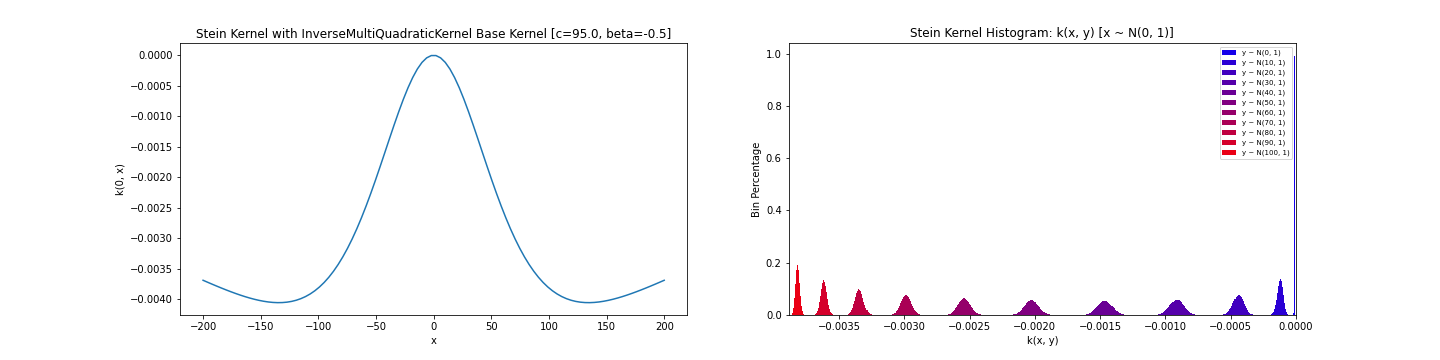 Stein Kernel with InverseMultiQuadraticKernel Base Kernel [c=95.0, beta=-0.5]
0.0000
−0.0005
−0.0010
−0.0015
−0.0020
−0.0025
−0.0030
−0.0035
−0.0040
k(0, x)
−200
−150
−100
−50
0
50
100
150
200
x
Stein Kernel Histogram: k(x, y) [x ~ N(0, 1)]
1.0
0.8
0.6
0.4
0.2
0.0
Bin Percentage
y ~ N(0, 1)
y ~ N(10, 1)
y ~ N(20, 1)
y ~ N(30, 1)
y ~ N(40, 1)
y ~ N(50, 1)
y ~ N(60, 1)
y ~ N(70, 1)
y ~ N(80, 1)
y ~ N(90, 1)
y ~ N(100, 1)
−0.0035
−0.0030
−0.0025
−0.0020
−0.0015
−0.0010
−0.0005
0.0000
k(x, y)